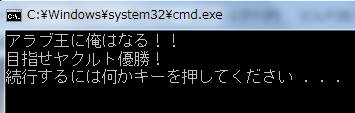 C:¥Windows¥system32¥cmd.exe
アラブ王に俺はなる！！
目指せヤクルト優勝！
続行するには何かキーを押してください . . .